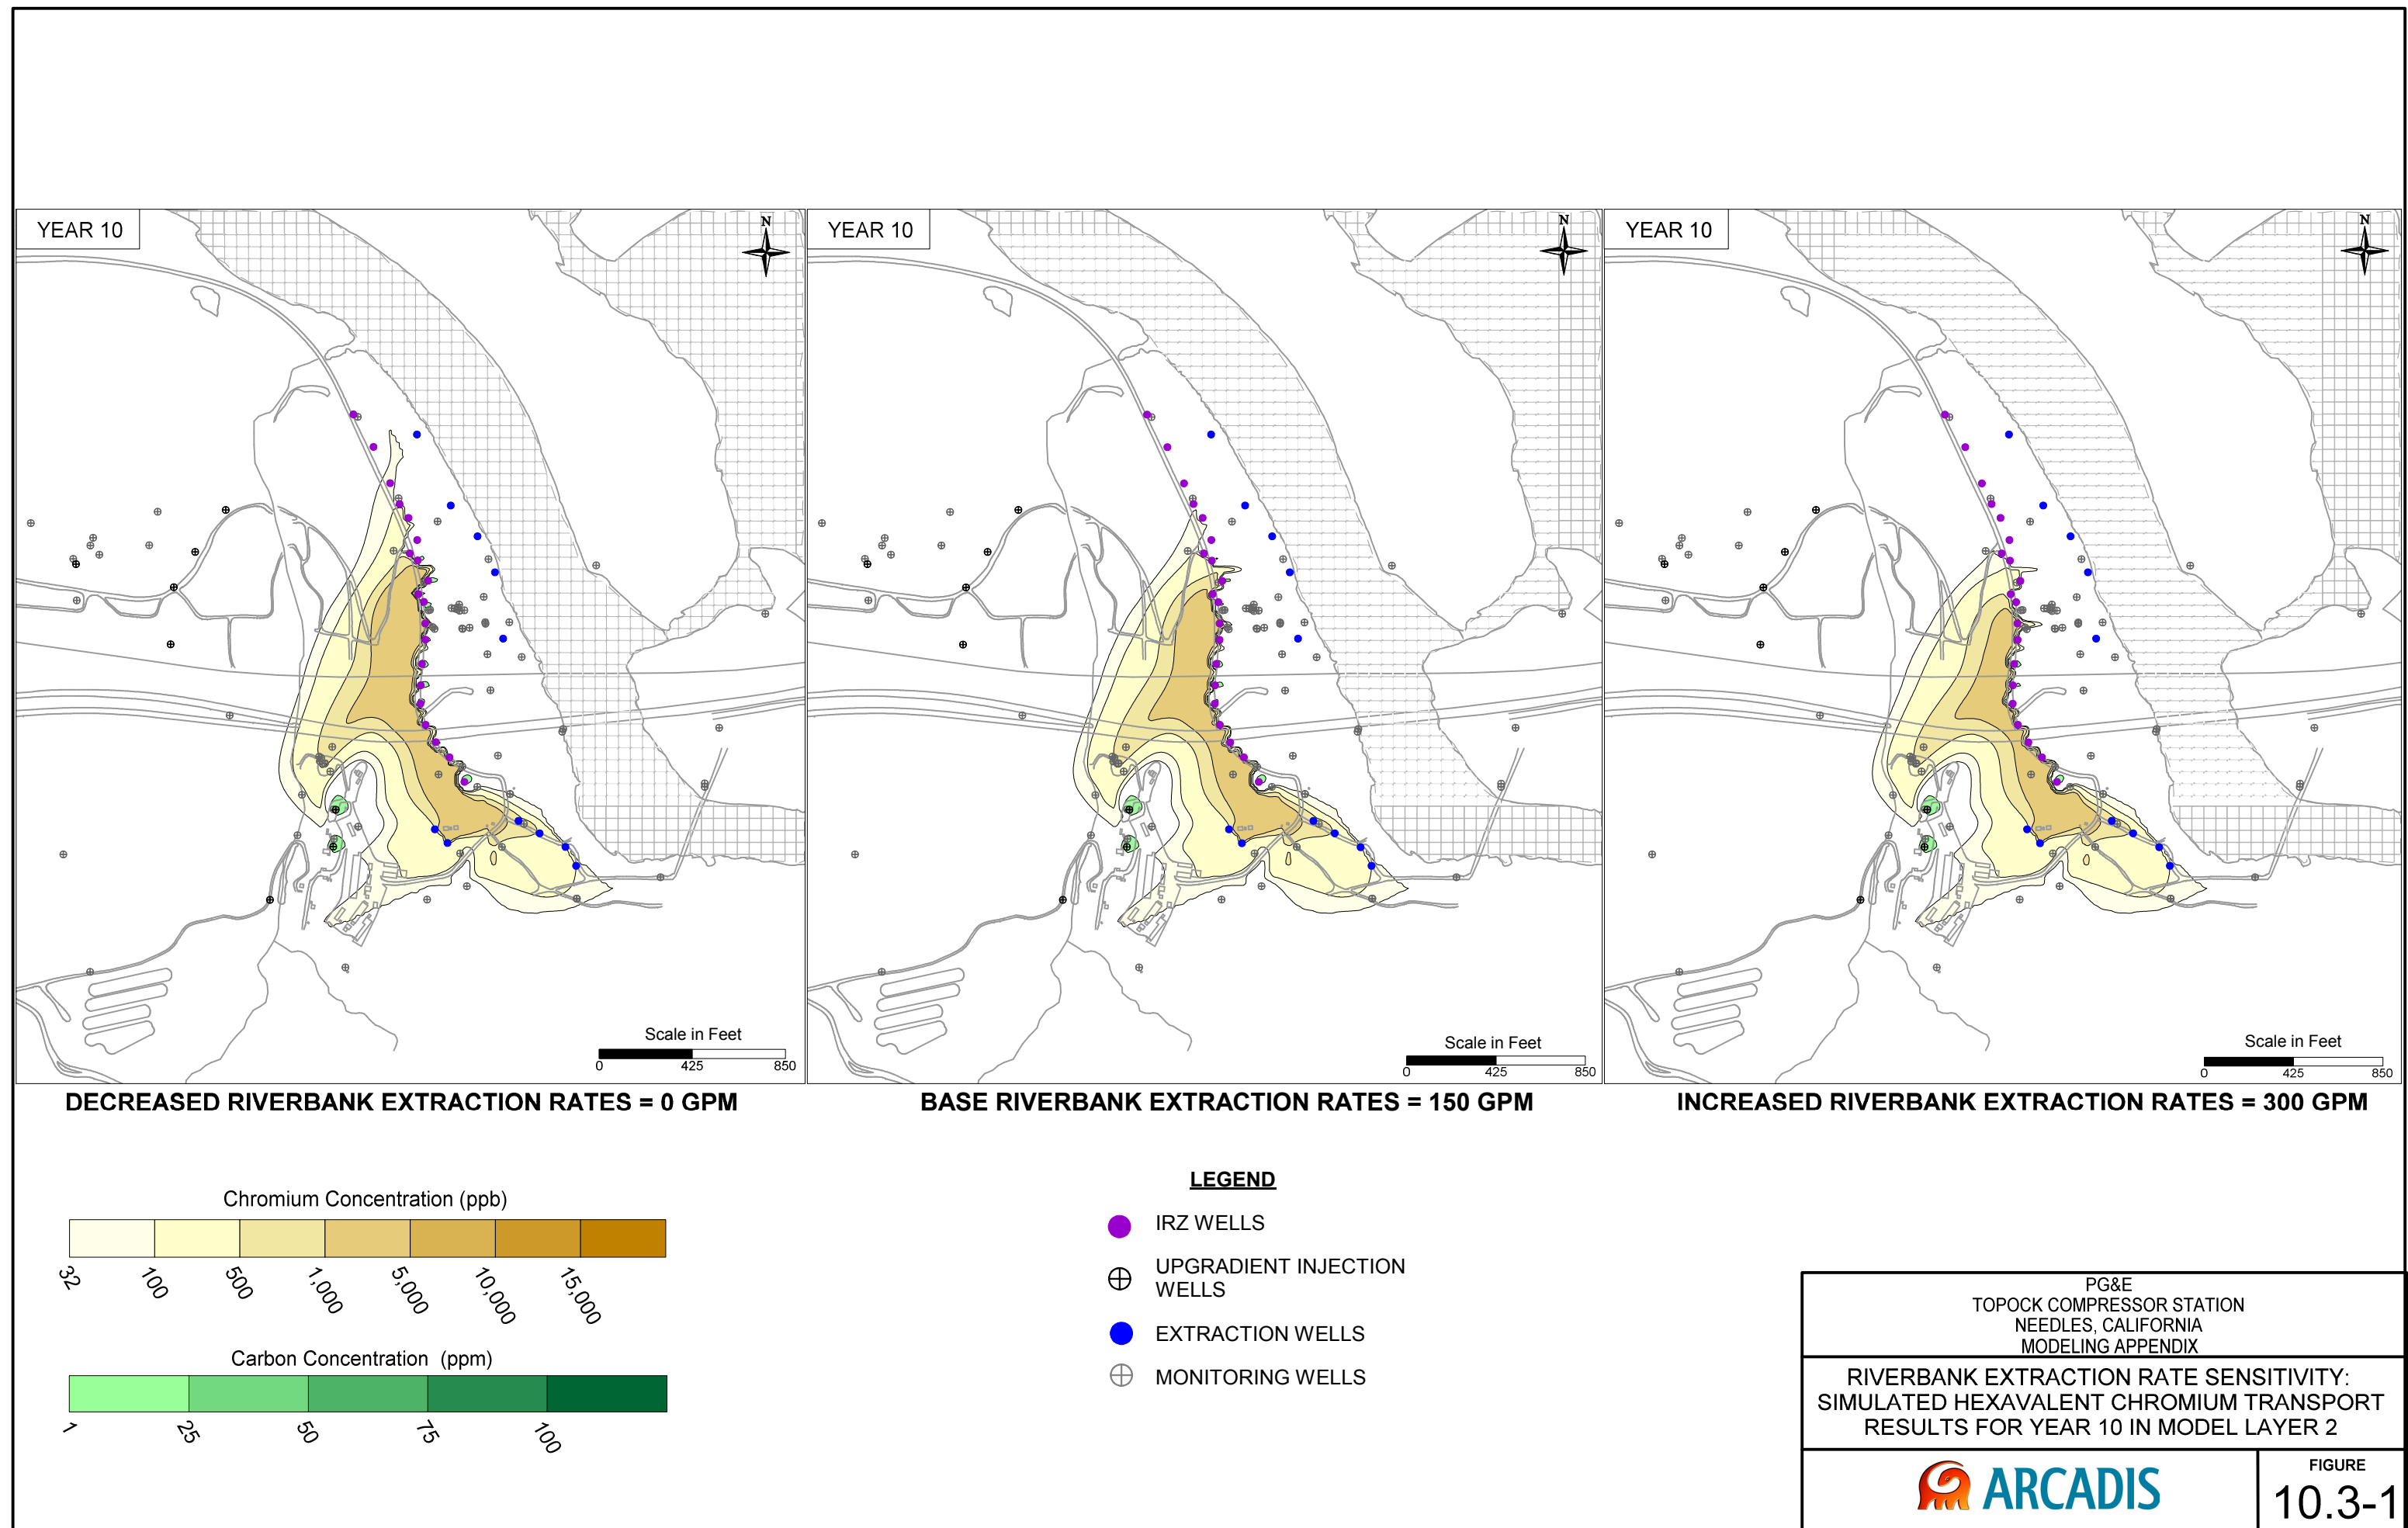 YEAR 10
N
Scale in Feet
0 425 850
DECREASED RIVERBANK EXTRACTION RATES = 0 GPM
YEAR 10
N
Scale in Feet
0 425 850
BASE RIVERBANK EXTRACTION RATES = 150 GPM
YEAR 10
N
Scale in Feet
0 425 850
INCREASED RIVERBANK EXTRACTION RATES = 300 GPM
Chromium Concentration (ppb)
32 100 500 1,000 5,000 10,000 15,000
Carbon Concentration (ppm)
1 25 50 75 100
LEGEND
IRZ WELLS
UPGRADIENT INJECTION
WELLS
EXTRACTION WELLS
MONITORING WELLS
PG&E
TOPOCK COMPRESSOR STATION
NEEDLES, CALIFORNIA
MODELING APPENDIX
RIVERBANK EXTRACTION RATE SENSITIVITY:
SIMULATED HEXAVALENT CHROMIUM TRANSPORT
RESULTS FOR YEAR 10 IN MODEL LAYER 2
ARCADIS
FIGURE
10.3-1